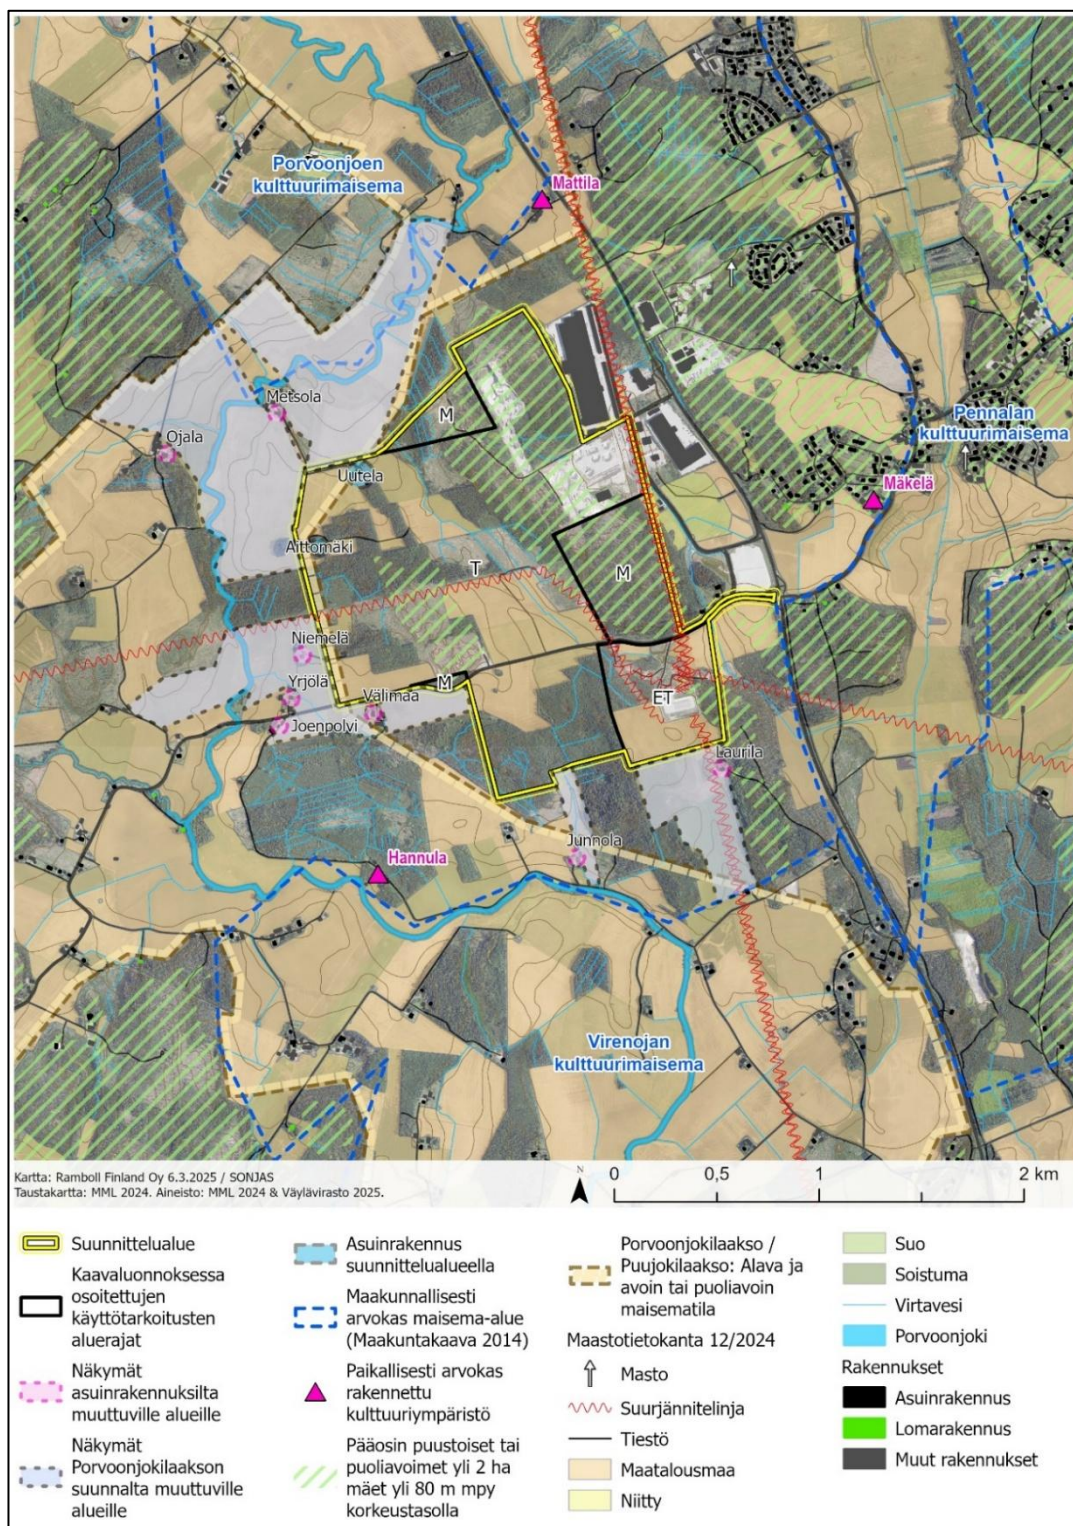 Porvoonjoen
kulttuurimaisema
Mattila
Metsola
M
Ojala
Pennalan
kulttuurimaisema
Uutela
Mäkelä
Aittomäki
T
M
Niemelä
Yrjölä
M
Välimaa
ET
Joenpolvi
Laurila
Junnola
Hannula
Virenojan
kulttuurimaisema
Kartta: Ramboll Finland Oy 6.3.2025 / SONJAS
Taustakartta: MML 2024. Aineisto: MML 2024 & Väylävirasto 2025.
N
0 0,5 1 2 km
Suunnittelualue
Kaavaluonnoksessa
osoitettujen
käyttötarkoitusten
aluerajat
Näkymät
asuinrakennuksilta
muuttuville alueille
Näkymät
Porvoonjokilaakson
suunnalta muuttuville
alueille
Asuinrakennus
suunnittelualueella
Maakunnallisesti
arvokas maisema-alue
(Maakuntakaava 2014)
Paikallisesti arvokas
rakennettu
kulttuuriympäristö
Pääosin puustoiset tai
puoliavoimet yli 2 ha
mäet yli 80 m mpy
korkeustasolla
Porvoonjokilaakso /
Puujokilaakso: Alava ja
avoin tai puoliavoin
maisematila
Maastotietokanta 12/2024
Masto
Suurjännitelinja
Tiestö
Maatalousmaa
Niitty
Suo
Soistuma
Virtavesi
Porvoonjoki
Rakennukset
Asuinrakennus
Lomarakennus
Muut rakennukset